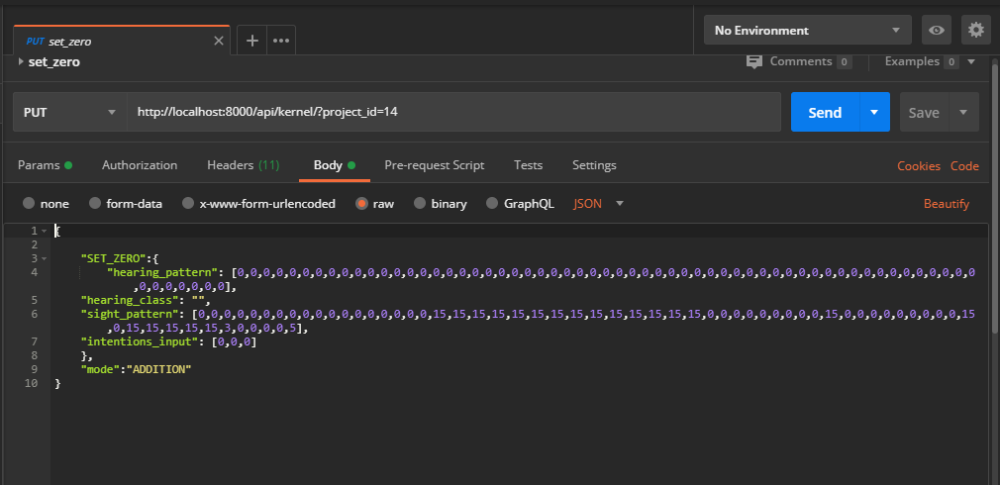 PUT set_zero
No Environment
set_zero
Comments 0
Examples 0
PUT
http://localhost:8000/api/kernel/?project_id=14
Send
Save
Params
Authorization
Headers (11)
Body
Pre-request Script
Tests
Settings
Cookies
Code
none
form-data
x-www-form-urlencoded
raw
binary
GraphQL
JSON
Beautify
1 {
2
3 "SET_ZERO":{
4 "hearing_pattern": [0,0,0,0,0,0,0,0,0,0,0,0,0,0,0,0,0,0,0,0,0,0,0,0,0,0,0,0,0,0,0,0,0,0,0,0,0,0,0,0,0,0,0,0,0,0,0,0,0,0,0,0,0,0,0,0,0
,0,0,0,0,0,0,0],
5 "hearing_class": "",
6 "sight_pattern": [0,0,0,0,0,0,0,0,0,0,0,0,0,0,0,0,0,0,15,15,15,15,15,15,15,15,15,15,15,15,15,15,0,0,0,0,0,0,0,0,0,15,0,0,0,0,0,0,0,0,0,15
,0,15,15,15,15,15,3,0,0,0,0,5],
7 "intentions_input": [0,0,0]
8 },
9 "mode":"ADDITION"
10 }